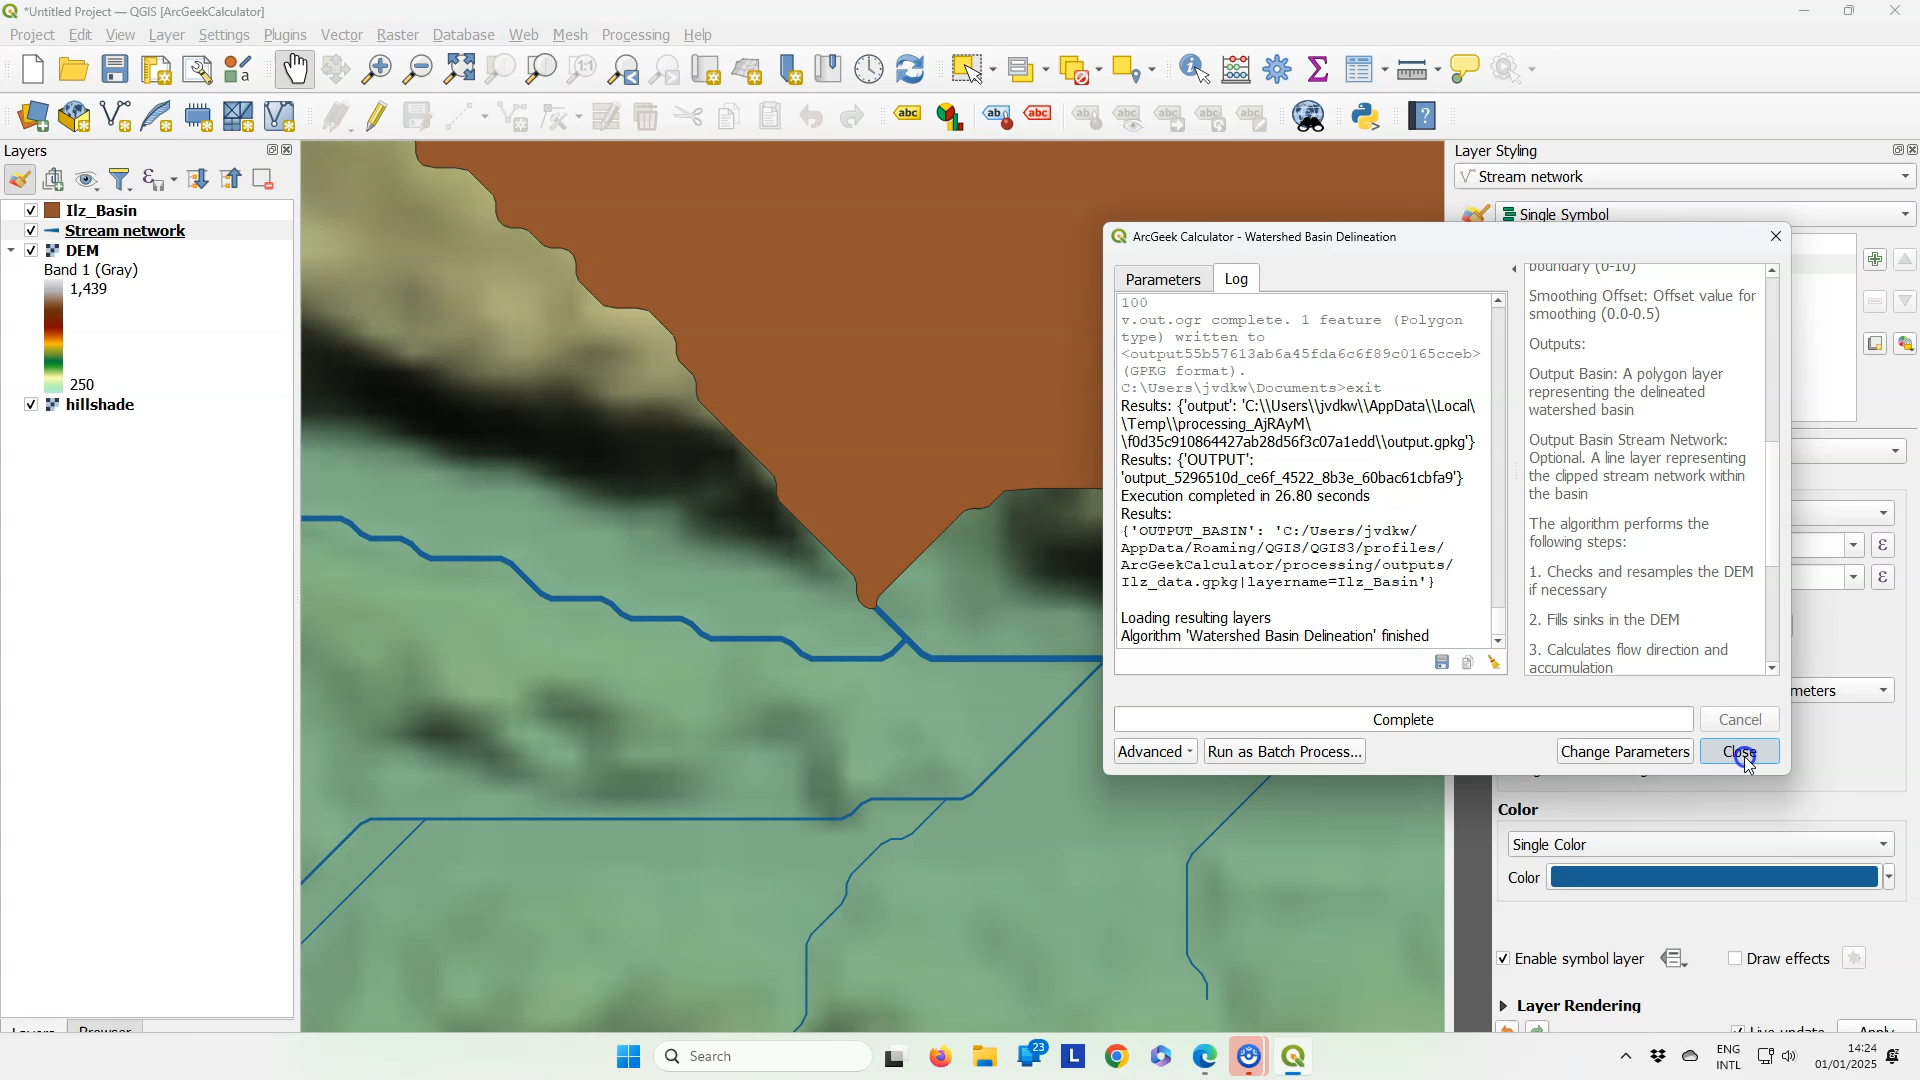 *Untitled Project — QGIS [ArcGeekCalculator]
Project Edit View Layer Settings Plugins Vector Raster Database Web Mesh Processing Help
Layers
Ilz_Basin
Stream network
DEM
Band 1 (Gray)
1,439
250
hillshade
Layer Styling
Stream network
Single Symbol
ArcGeek Calculator - Watershed Basin Delineation
Parameters
Log
100
v.out.ogr complete. 1 feature (Polygon
type) written to
<output55b57613ab6a45fda6c6f89c0165cceb>
(GPKG format).
C:\Users\jvdkw\Documents>exit
Results: {'output': 'C:\\Users\\jvdkw\\AppData\\Local\
\Temp\\processing_AjRAyM\
\f0d35c910864427ab28d56f3c07a1edd\\output.gpkg'}
Results: {'OUTPUT':
'output_5296510d_ce6f_4522_8b3e_60bac61cbfa9'}
Execution completed in 26.80 seconds
Results:
{'OUTPUT_BASIN': 'C:/Users/jvdkw/
AppData/Roaming/QGIS/QGIS3/profiles/
ArcGeekCalculator/processing/outputs/
Ilz_data.gpkg|layername=Ilz_Basin'}
Loading resulting layers
Algorithm 'Watershed Basin Delineation' finished
boundary (0-10)
Smoothing Offset: Offset value for
smoothing (0.0-0.5)
Outputs:
Output Basin: A polygon layer
representing the delineated
watershed basin
Output Basin Stream Network:
Optional. A line layer representing
the clipped stream network within
the basin
The algorithm performs the
following steps:
1. Checks and resamples the DEM
if necessary
2. Fills sinks in the DEM
3. Calculates flow direction and
accumulation
Complete
Cancel
Advanced
Run as Batch Process...
Change Parameters
Close
meters
Color
Single Color
Color
Enable symbol layer
Draw effects
Layer Rendering
Live update
Apply
Layers
Browser
Search
23
ENG
INTL
14:24
01/01/2025